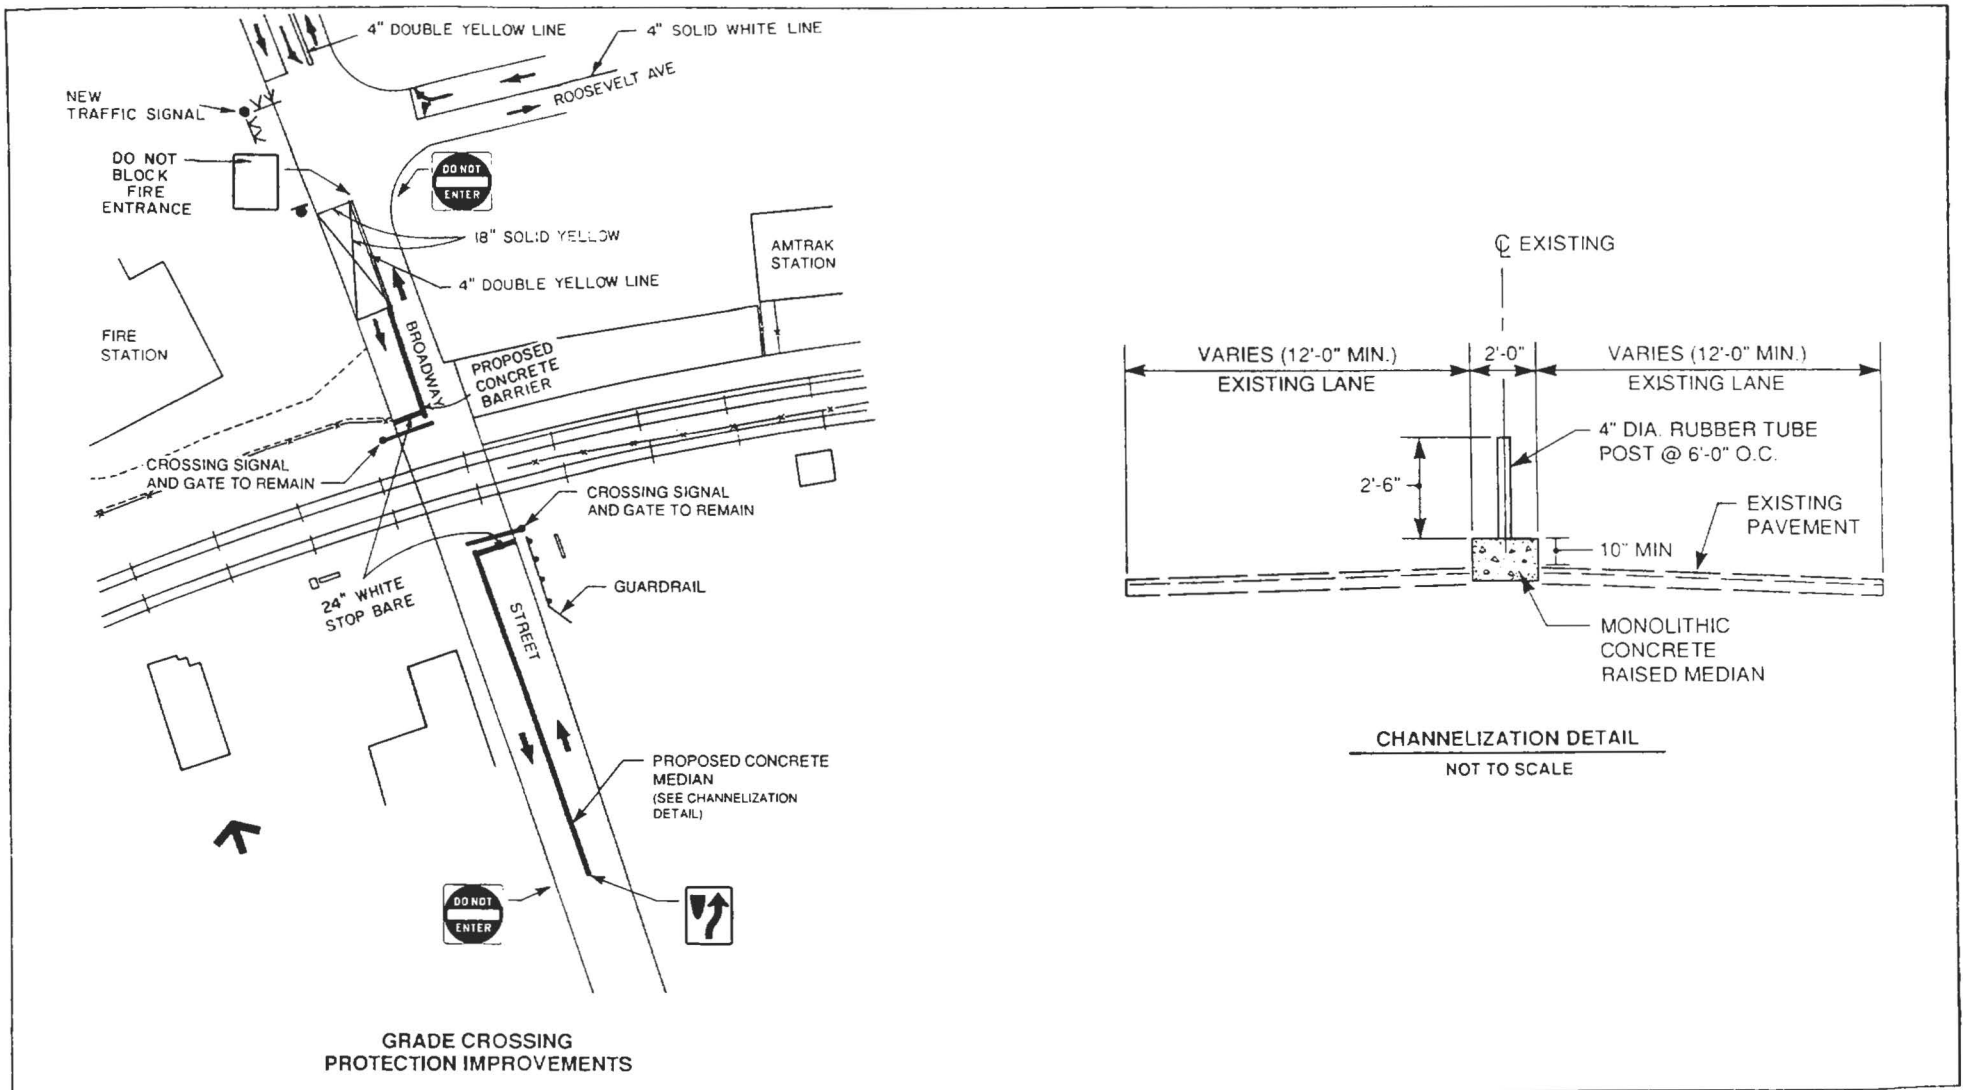 4" DOUBLE YELLOW LINE
4" SOLID WHITE LINE
ROOSEVELT AVE
NEW
TRAFFIC SIGNAL
DO NOT
BLOCK
FIRE
ENTRANCE
DO NOT
ENTER
18" SOLID YELLOW
4" DOUBLE YELLOW LINE
AMTRAK
STATION
FIRE
STATION
BROADWAY
PROPOSED
CONCRETE
BARRIER
CROSSING SIGNAL
AND GATE TO REMAIN
CROSSING SIGNAL
AND GATE TO REMAIN
24" WHITE
STOP BARE
GUARDRAIL
STREET
PROPOSED CONCRETE
MEDIAN
(SEE CHANNELIZATION
DETAIL)
DO NOT
ENTER
GRADE CROSSING
PROTECTION IMPROVEMENTS
℄ EXISTING
VARIES (12'-0" MIN.)
EXISTING LANE
2'-0"
VARIES (12'-0" MIN.)
EXISTING LANE
4" DIA. RUBBER TUBE
POST @ 6'-0" O.C.
2'-6"
EXISTING
PAVEMENT
10" MIN
MONOLITHIC
CONCRETE
RAISED MEDIAN
CHANNELIZATION DETAIL
NOT TO SCALE